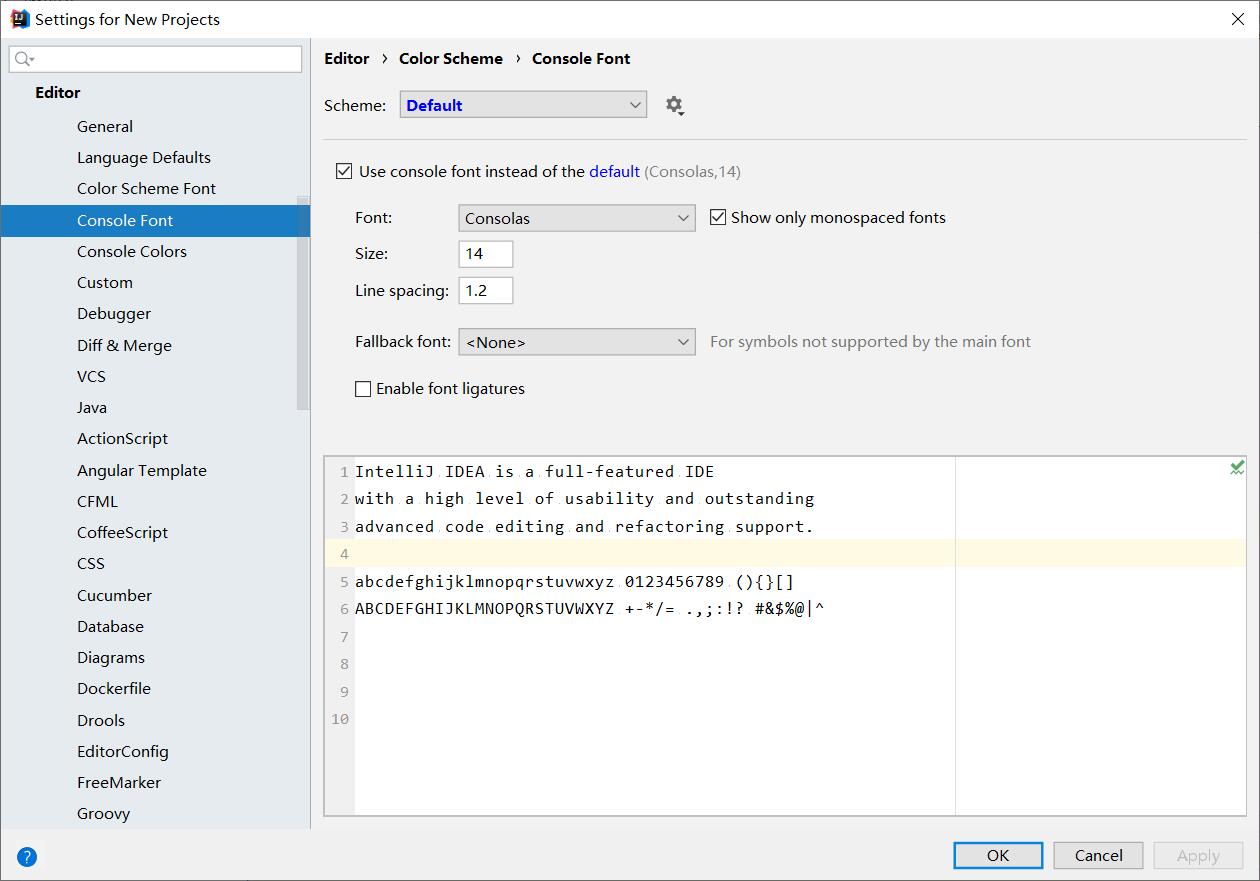 Settings for New Projects
Editor
General
Language Defaults
Color Scheme Font
Console Font
Console Colors
Custom
Debugger
Diff & Merge
VCS
Java
ActionScript
Angular Template
CFML
CoffeeScript
CSS
Cucumber
Database
Diagrams
Dockerfile
Drools
EditorConfig
FreeMarker
Groovy
Editor › Color Scheme › Console Font
Scheme: Default
Use console font instead of the default (Consolas,14)
Font: Consolas Show only monospaced fonts
Size: 14
Line spacing: 1.2
Fallback font: <None> For symbols not supported by the main font
Enable font ligatures
1 IntelliJ IDEA is a full-featured IDE
2 with a high level of usability and outstanding
3 advanced code editing and refactoring support.
4
5 abcdefghijklmnopqrstuvwxyz 0123456789 (){}[]
6 ABCDEFGHIJKLMNOPQRSTUVWXYZ +-*/= .,;:!? #&$%@|^
7
8
9
10
? OK Cancel Apply